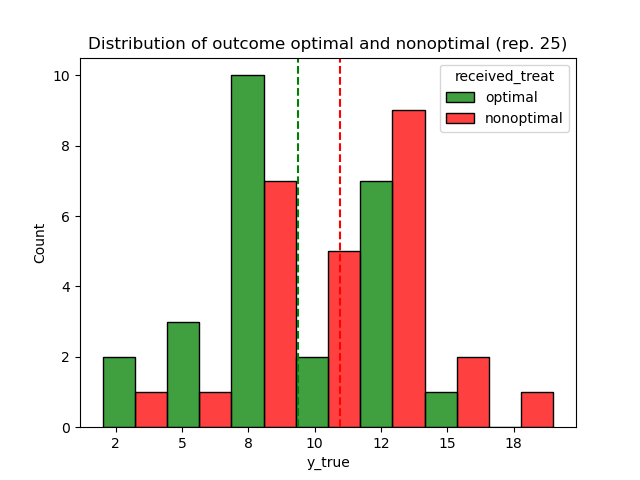 Distribution of outcome optimal and nonoptimal (rep. 25)
received_treat
optimal
nonoptimal
Count
10
8
6
4
2
0
2 5 8 10 12 15 18
y_true